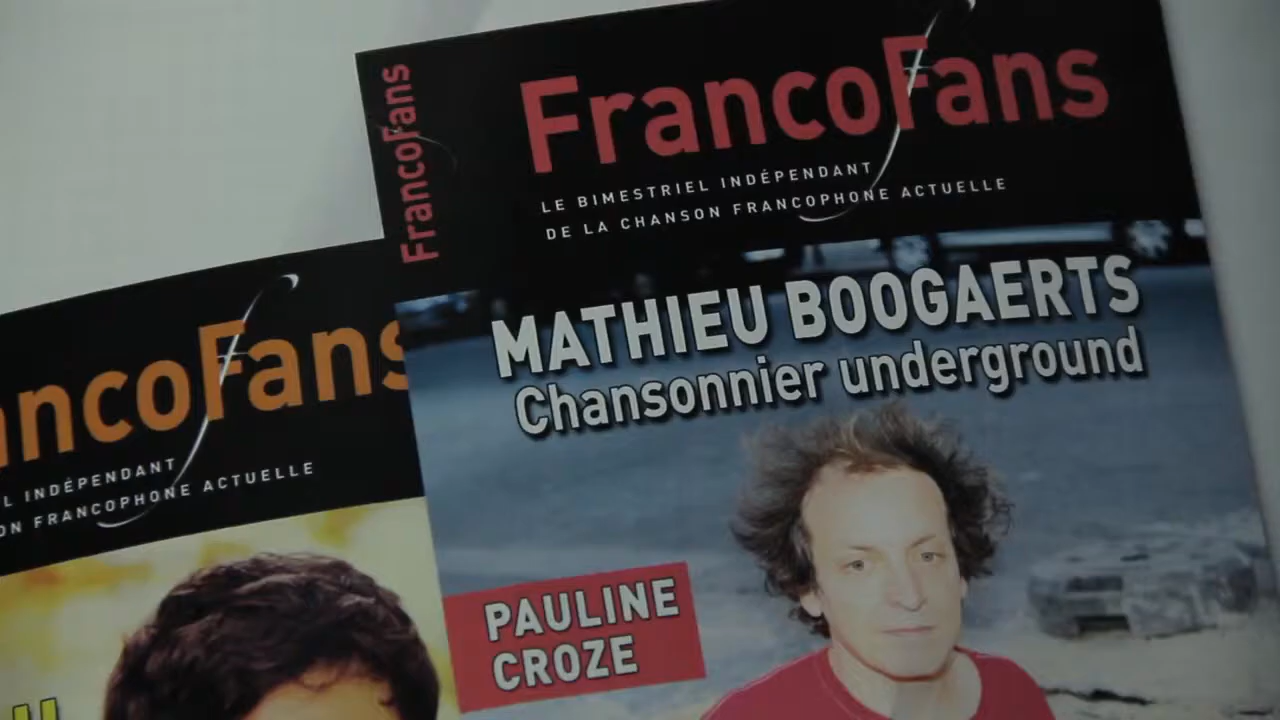 FrancoFans
FrancoFans
LE BIMESTRIEL INDÉPENDANT
DE LA CHANSON FRANCOPHONE ACTUELLE
MATHIEU BOOGAERTS
Chansonnier underground
PAULINE
CROZE
ncoFans
INDÉPENDANT
FRANCOPHONE ACTUELLE